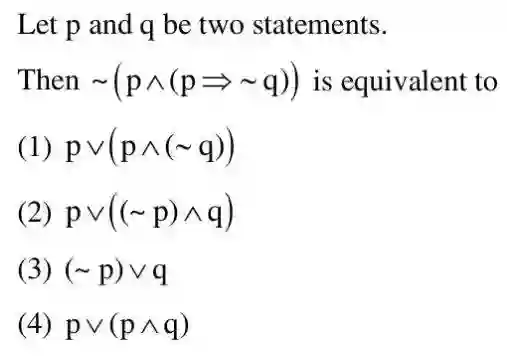 Let p and q be two statements.
Then ~(p∧(p⇒~q)) is equivalent to
(1) p∨(p∧(~q))
(2) p∨((~p)∧q)
(3) (~p)∨q
(4) p∨(p∧q)